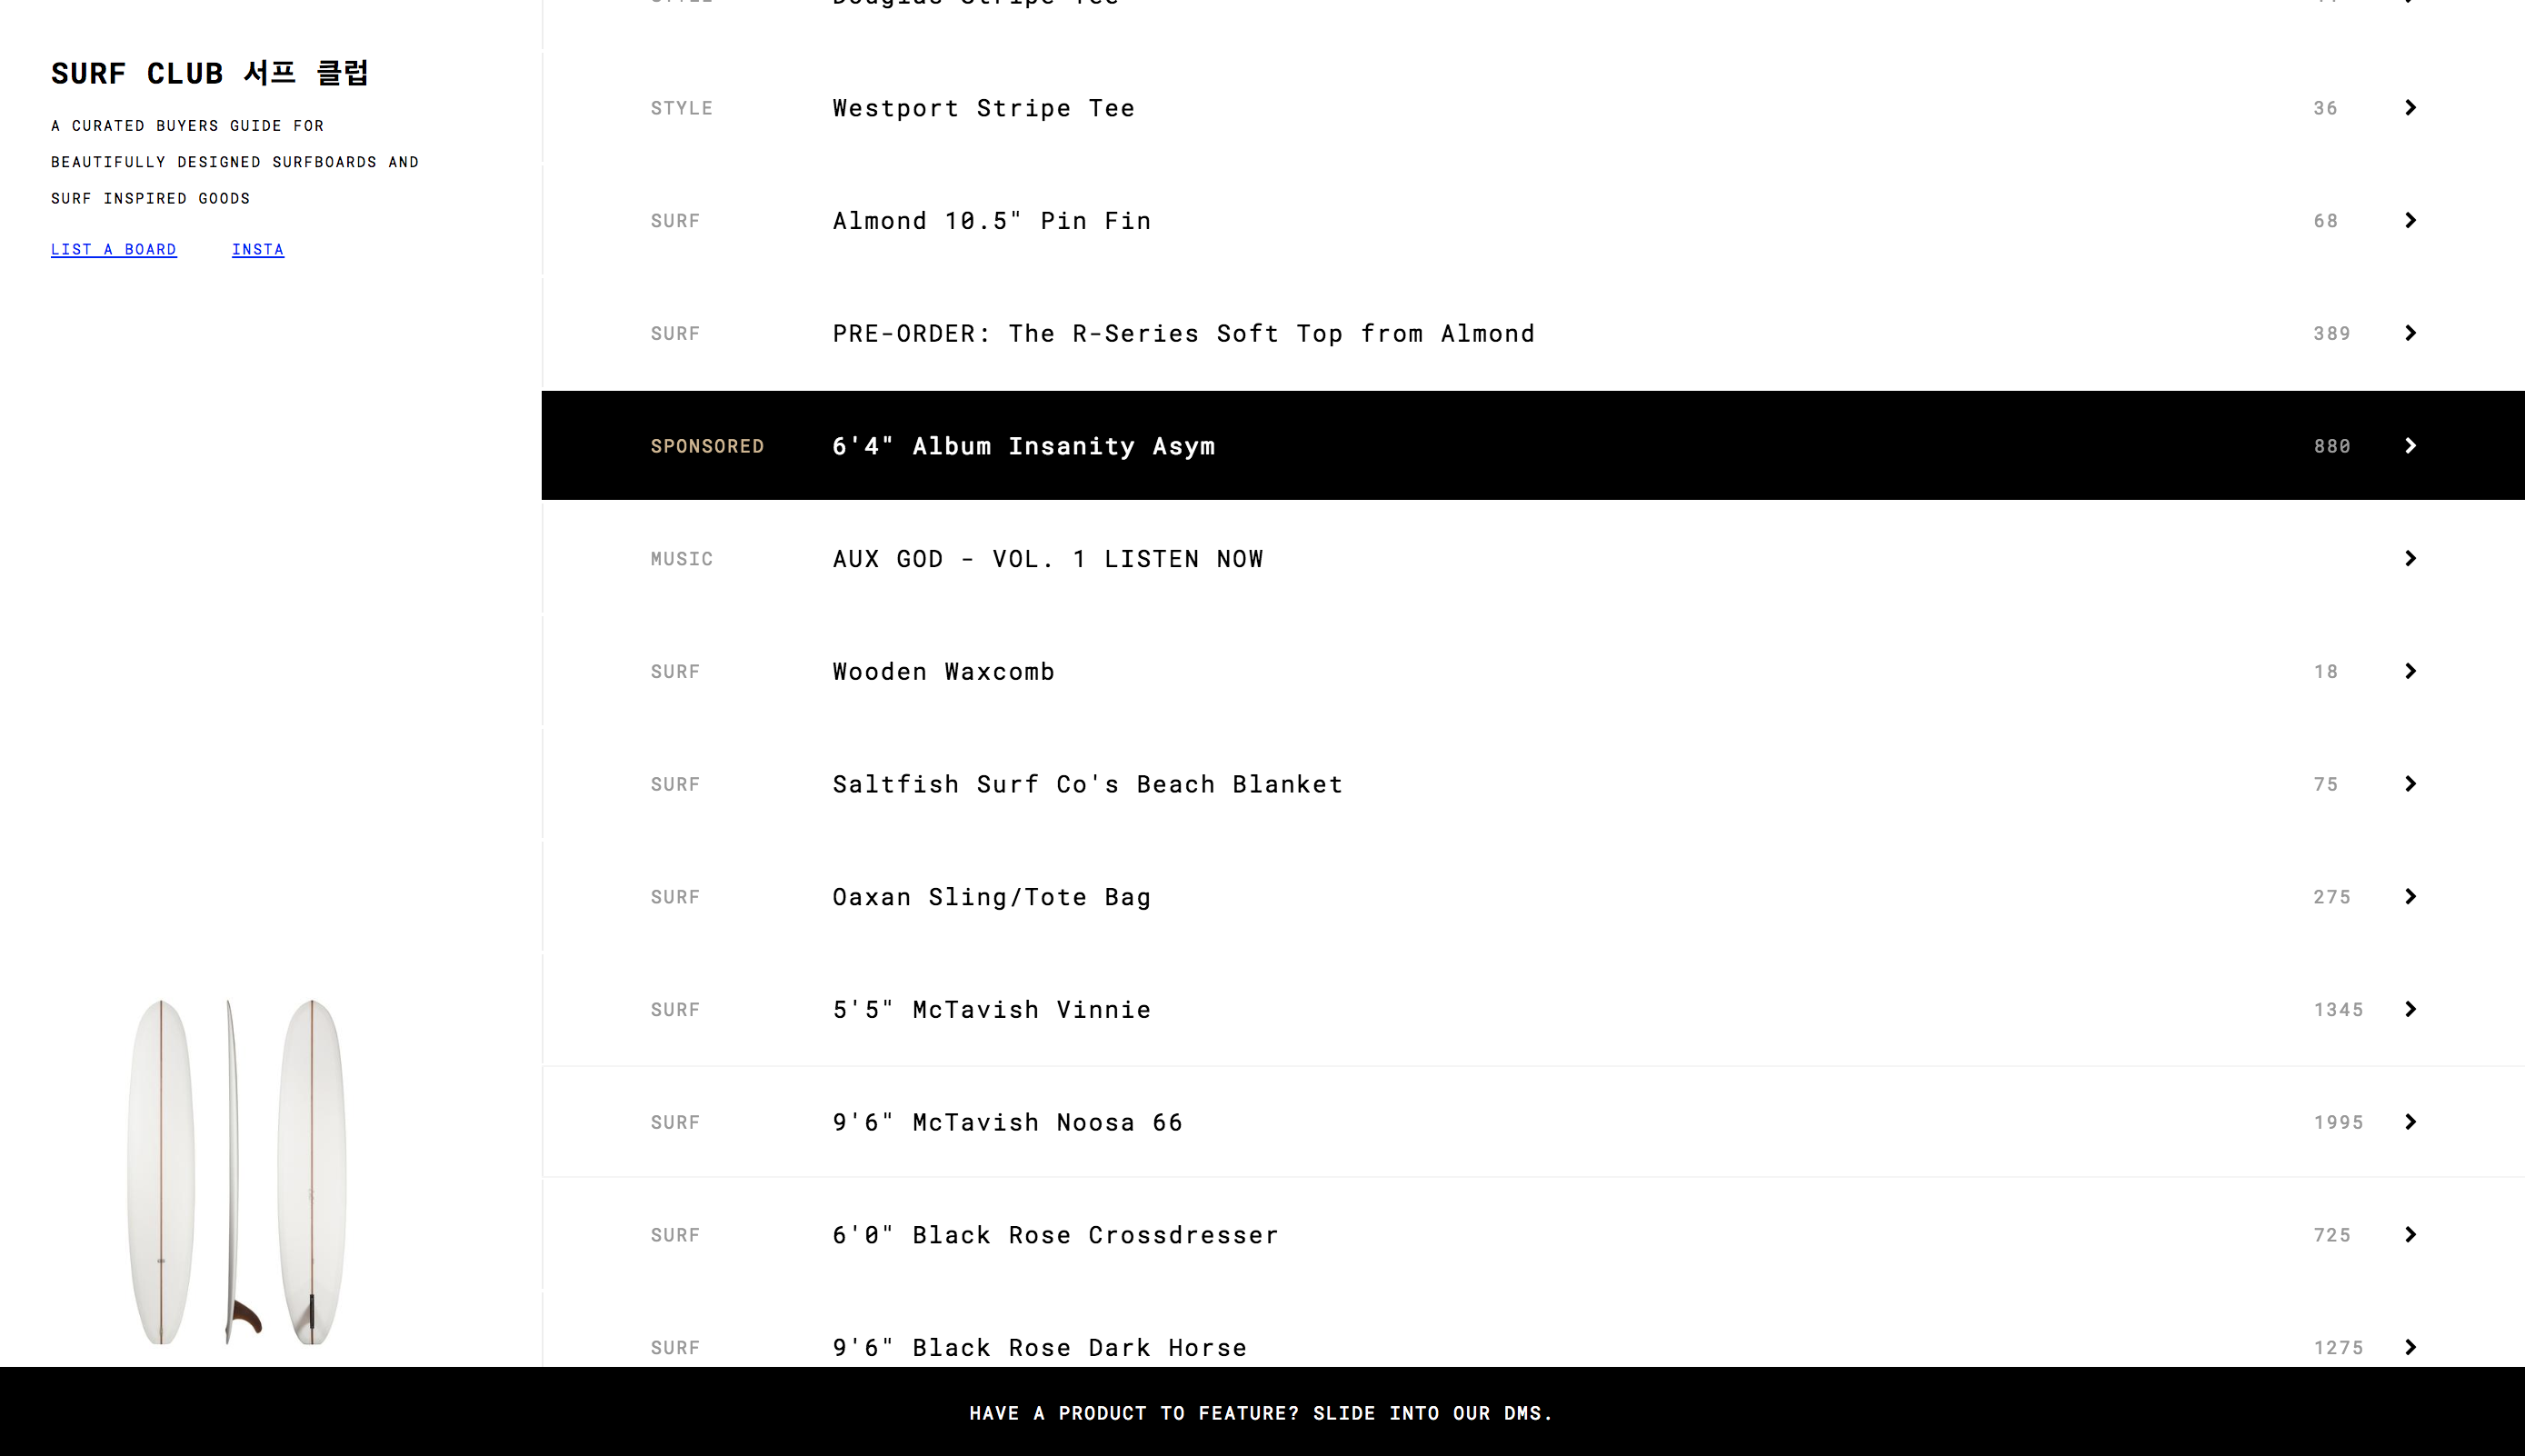 SURF CLUB 서프 클럽
A CURATED BUYERS GUIDE FOR
BEAUTIFULLY DESIGNED SURFBOARDS AND
SURF INSPIRED GOODS
LIST A BOARD INSTA
STYLE Douglas Stripe Tee
STYLE Westport Stripe Tee 36
SURF Almond 10.5" Pin Fin 68
SURF PRE-ORDER: The R-Series Soft Top from Almond 389
SPONSORED 6'4" Album Insanity Asym 880
MUSIC AUX GOD - VOL. 1 LISTEN NOW
SURF Wooden Waxcomb 18
SURF Saltfish Surf Co's Beach Blanket 75
SURF Oaxan Sling/Tote Bag 275
SURF 5'5" McTavish Vinnie 1345
SURF 9'6" McTavish Noosa 66 1995
SURF 6'0" Black Rose Crossdresser 725
SURF 9'6" Black Rose Dark Horse 1275
HAVE A PRODUCT TO FEATURE? SLIDE INTO OUR DMS.